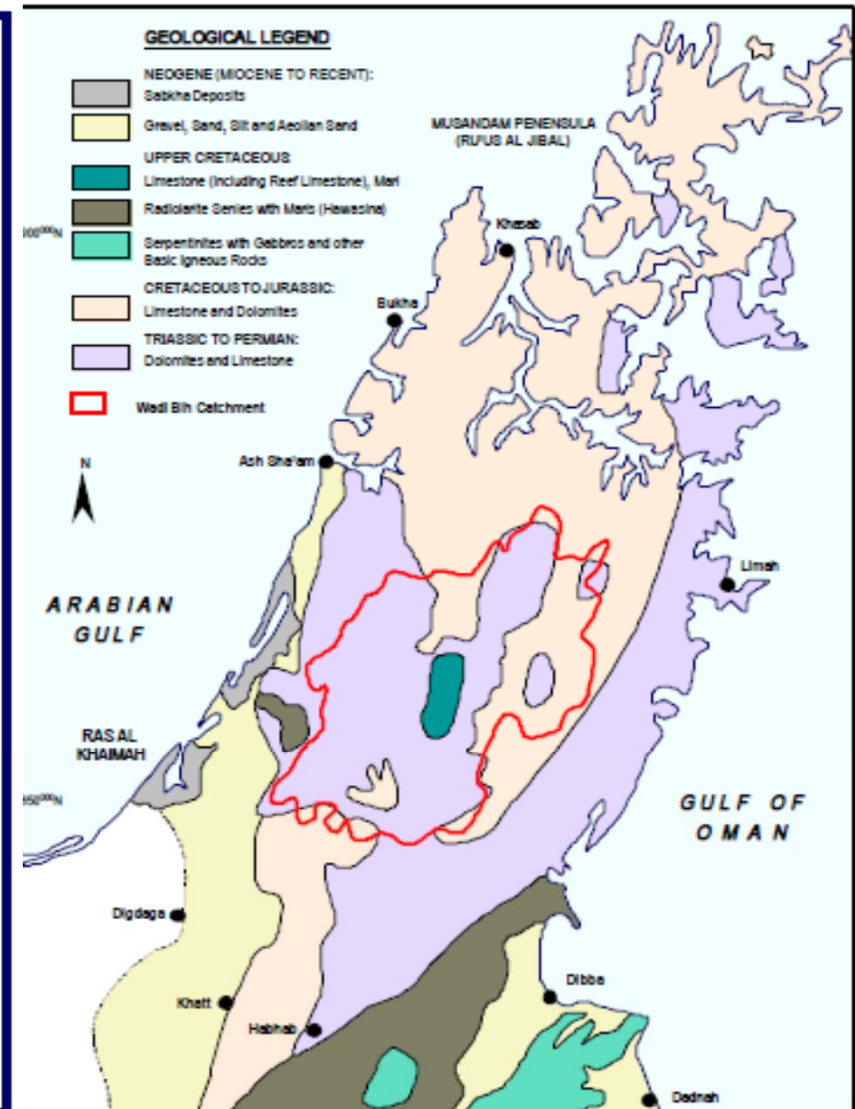 GEOLOGICAL LEGEND
NEOGENE (MIOCENE TO RECENT):
Sabkha Deposits
Gravel, Sand, Silt and Aeolian Sand
UPPER CRETACEOUS
Limestone (including Reef Limestone), Marl
Radiolarite Series with Marls (Hawasina)
Serpentinites with Gabbros and other
Basic Igneous Rocks
CRETACEOUS TO JURASSIC:
Limestone and Dolomites
TRIASSIC TO PERMIAN:
Dolomites and Limestone
Wadi Bih Catchment
N
MUSANDAM PENENSULA
(RU'US AL JIBAL)
Khasab
Bukha
Ash Sha'am
Limah
ARABIAN
GULF
RAS AL
KHAIMAH
GULF OF
OMAN
Digdaga
Khatt
Habhab
Dibba
Dadnah